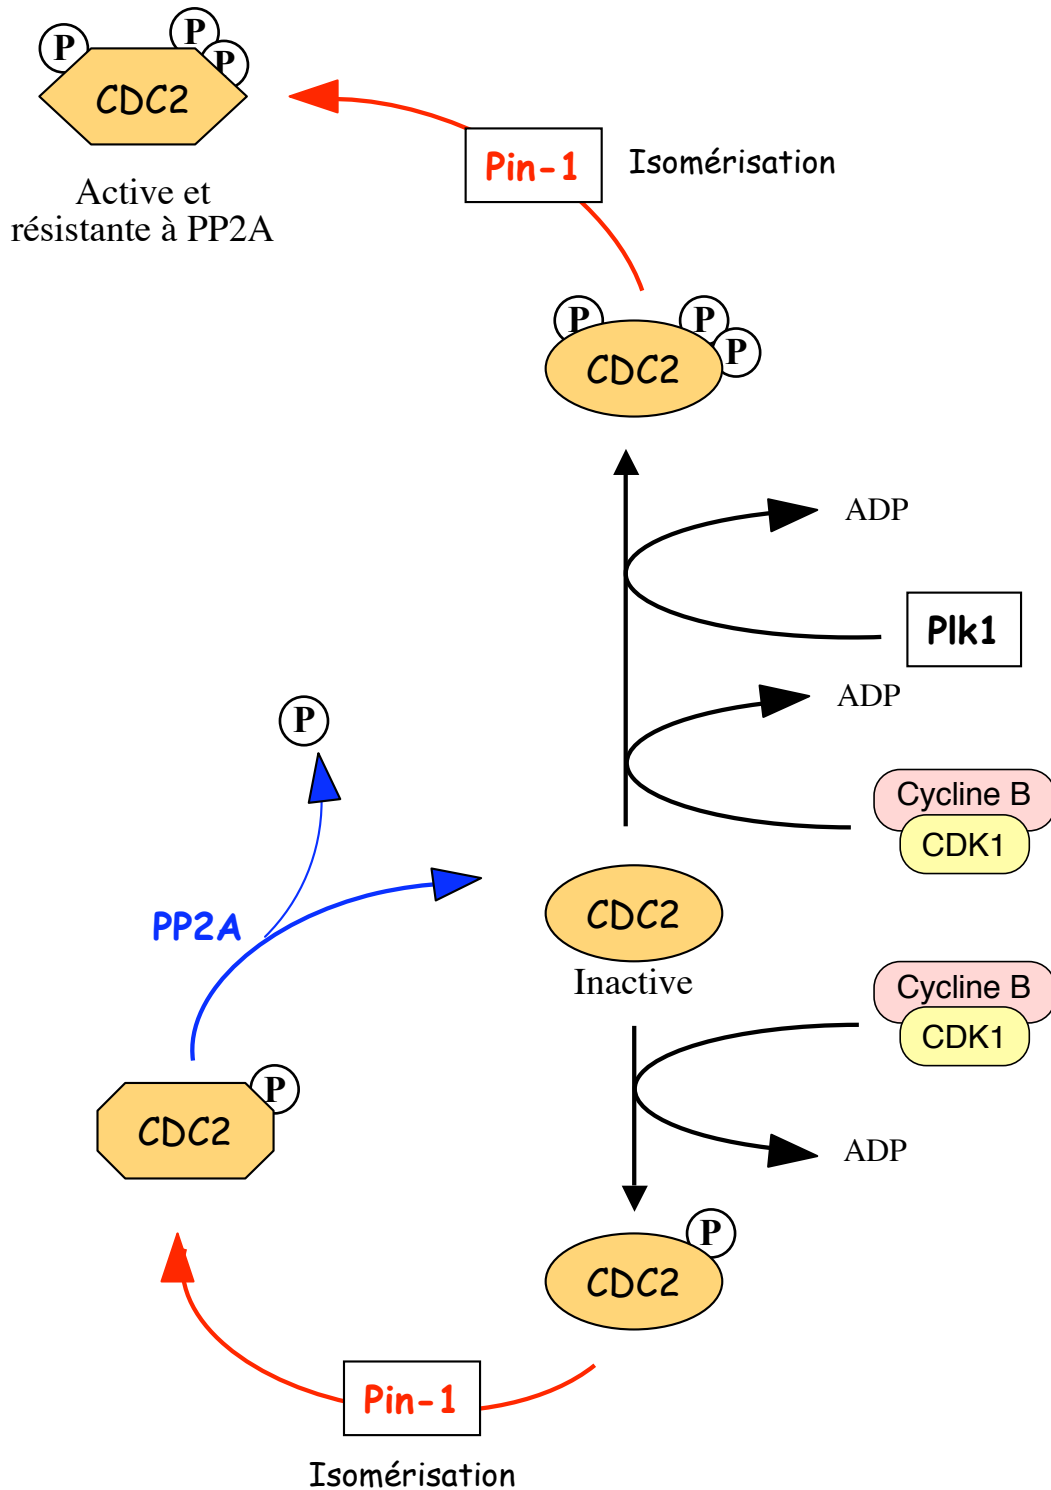 P
P
P
CDC2
Active et
résistante à PP2A
Pin-1
Isomérisation
P
P
P
CDC2
ADP
Plk1
ADP
Cycline B
CDK1
P
PP2A
CDC2
Inactive
Cycline B
CDK1
P
CDC2
ADP
P
CDC2
Pin-1
Isomérisation